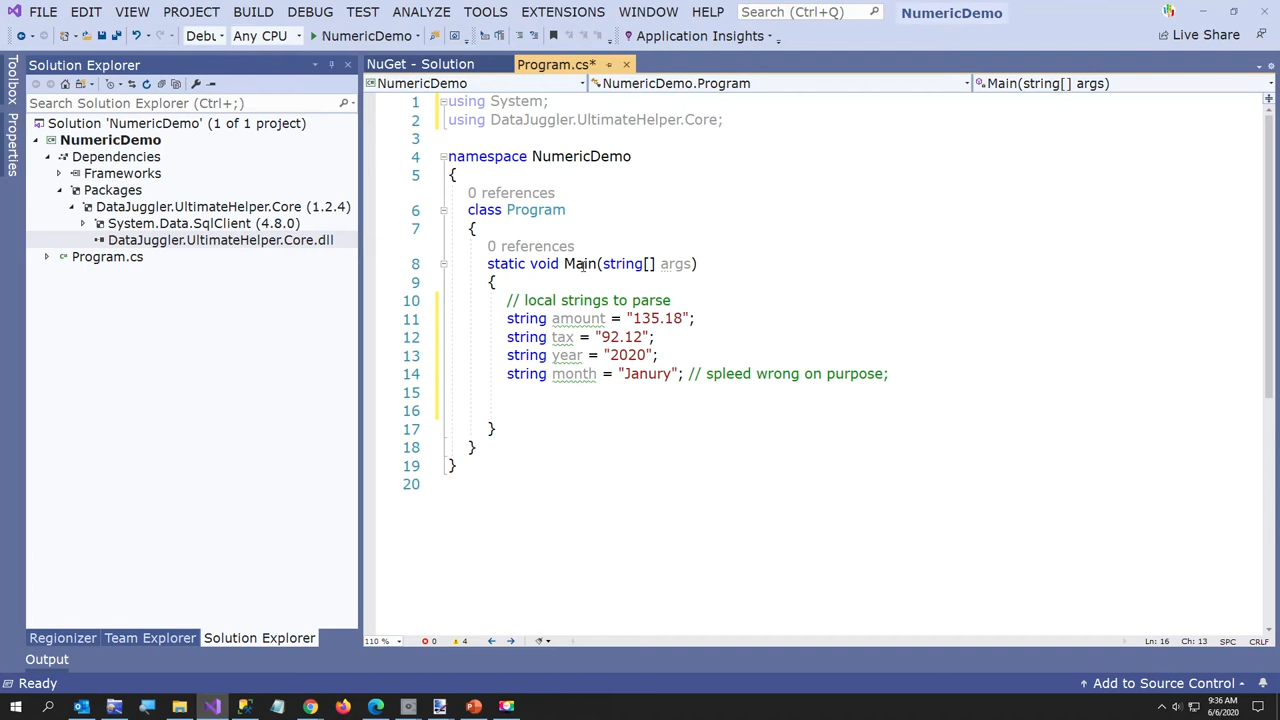 FILE EDIT VIEW PROJECT BUILD DEBUG TEST ANALYZE TOOLS EXTENSIONS WINDOW HELP Search (Ctrl+Q) NumericDemo
Debu Any CPU NumericDemo Application Insights Live Share
Toolbox
Properties
Solution Explorer
Search Solution Explorer (Ctrl+;)
Solution 'NumericDemo' (1 of 1 project)
NumericDemo
Dependencies
Frameworks
Packages
DataJuggler.UltimateHelper.Core (1.2.4)
System.Data.SqlClient (4.8.0)
DataJuggler.UltimateHelper.Core.dll
Program.cs
NuGet - Solution Program.cs*
NumericDemo NumericDemo.Program Main(string[] args)
1 using System;
2 using DataJuggler.UltimateHelper.Core;
3
4 namespace NumericDemo
5 {
0 references
6 class Program
7 {
0 references
8 static void Main(string[] args)
9 {
10 // local strings to parse
11 string amount = "135.18";
12 string tax = "92.12";
13 string year = "2020";
14 string month = "Janury"; // spleed wrong on purpose;
15
16
17 }
18 }
19 }
20
110 % 0 4 Ln: 16 Ch: 13 SPC CRLF
Regionizer Team Explorer Solution Explorer
Output
Ready Add to Source Control
9:36 AM
6/6/2020